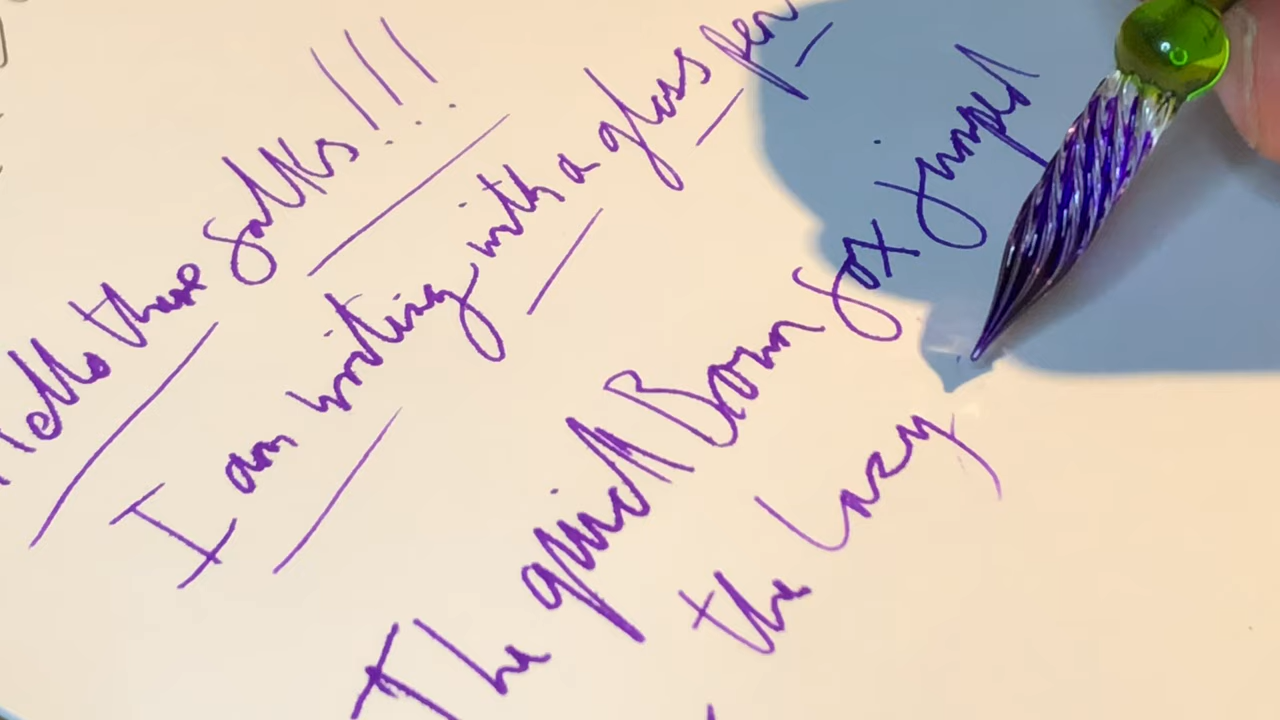 Hello there folks!!!
I am writing with a glass pen
The quick Brown fox jumped
the Lazy